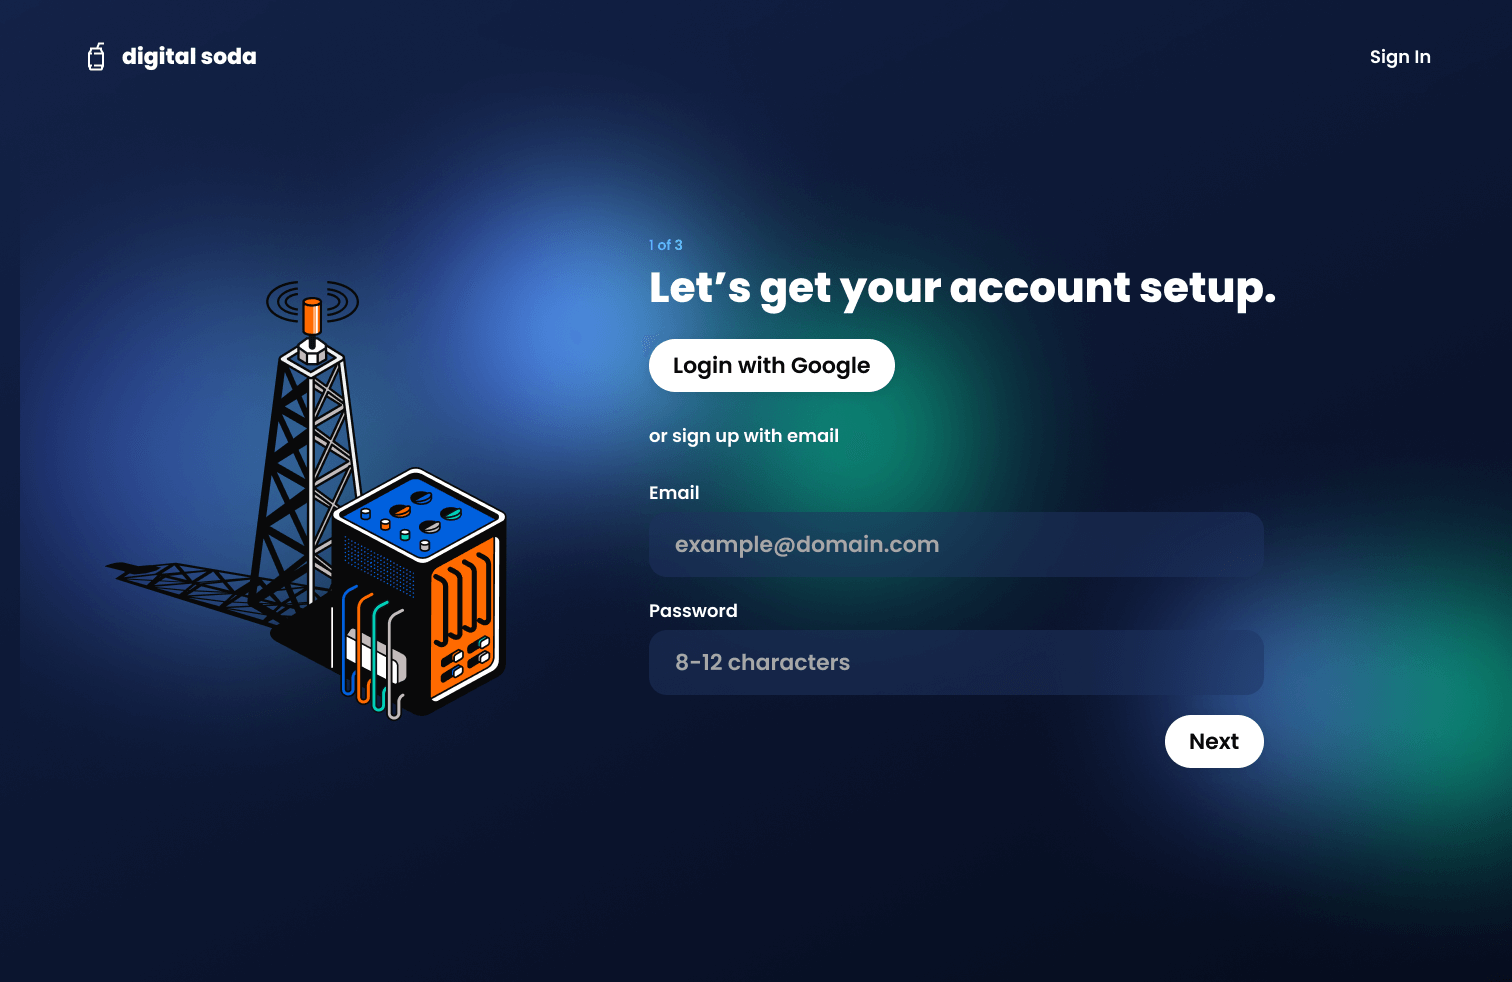 digital soda
Sign In
1 of 3
Let’s get your account setup.
Login with Google
or sign up with email
Email
example@domain.com
Password
8-12 characters
Next